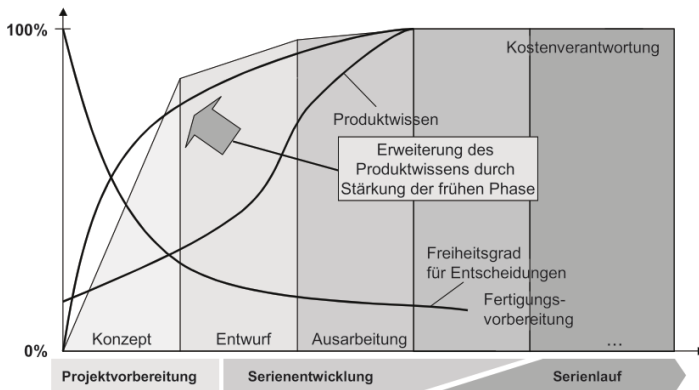 100%
Kostenverantwortung
Produktwissen
Erweiterung des
Produktwissens durch
Stärkung der frühen Phase
Freiheitsgrad
für Entscheidungen
Fertigungs-
vorbereitung
Konzept
Entwurf
Ausarbeitung
...
0%
Projektvorbereitung
Serienentwicklung
Serienlauf